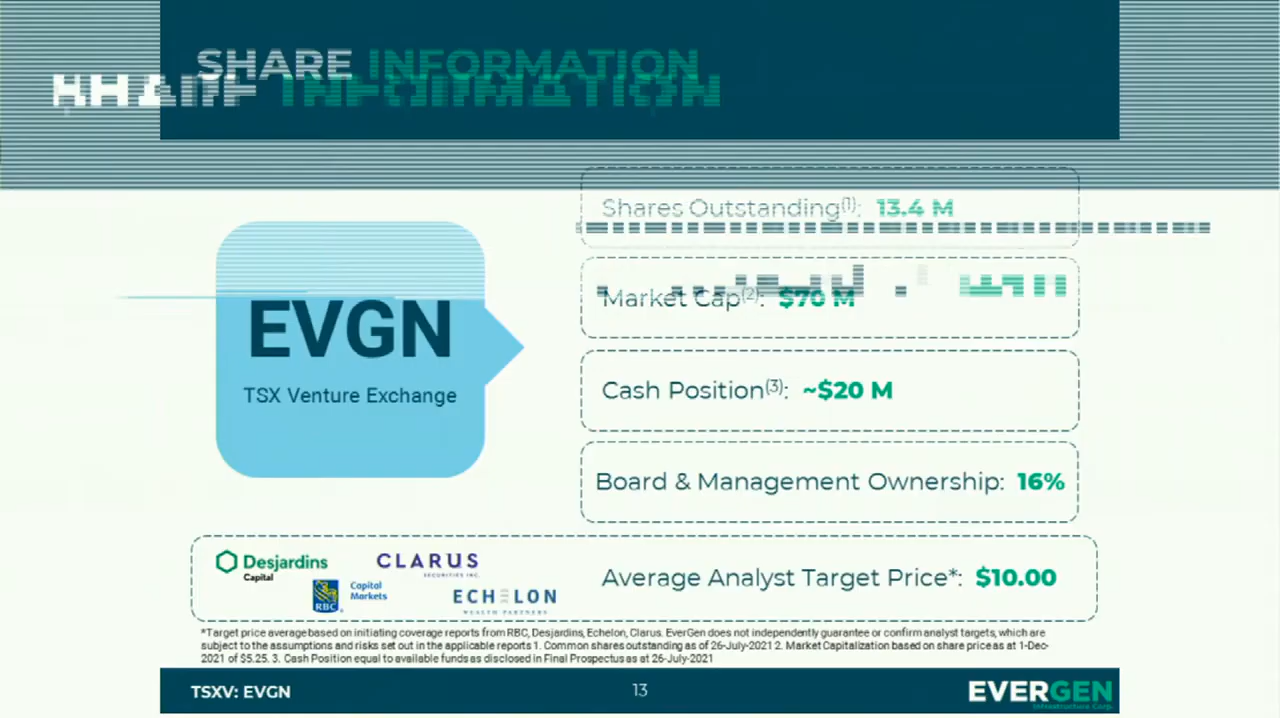 SHARE INFORMATION
Shares Outstanding(1): 13.4 M
Market Cap(2): $70 M
EVGN
TSX Venture Exchange
Cash Position(3): ~$20 M
Board & Management Ownership: 16%
Desjardins
Capital
CLARUS
SECURITIES INC.
RBC
Capital
Markets
ECHELON
WEALTH PARTNERS
Average Analyst Target Price*: $10.00
*Target price average based on initiating coverage reports from RBC, Desjardins, Echelon, Clarus. EverGen does not independently guarantee or confirm analyst targets, which are
subject to the assumptions and risks set out in the applicable reports 1. Common shares outstanding as of 26-July-2021 2. Market Capitalization based on share price as at 1-Dec-
2021 of $5.25. 3. Cash Position equal to available funds as disclosed in Final Prospectus as at 26-July-2021
TSXV: EVGN
13
EVERGEN
Infrastructure Corp.